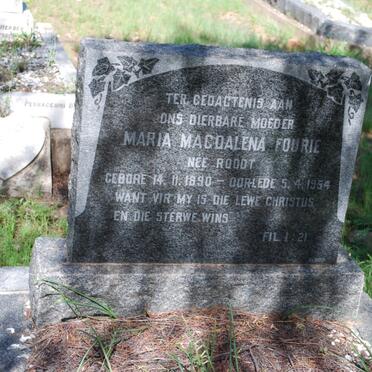 TER GEDAGTENIS AAN
ONS DIERBARE MOEDER
MARIA MAGDALENA FOURIE
NEE ROODT
GEBORE 14.11.1890 – OORLEDE 5.4.1954
WANT VIR MY IS DIE LEWE CHRISTUS
EN DIE STERWE WINS
FIL. 1:21